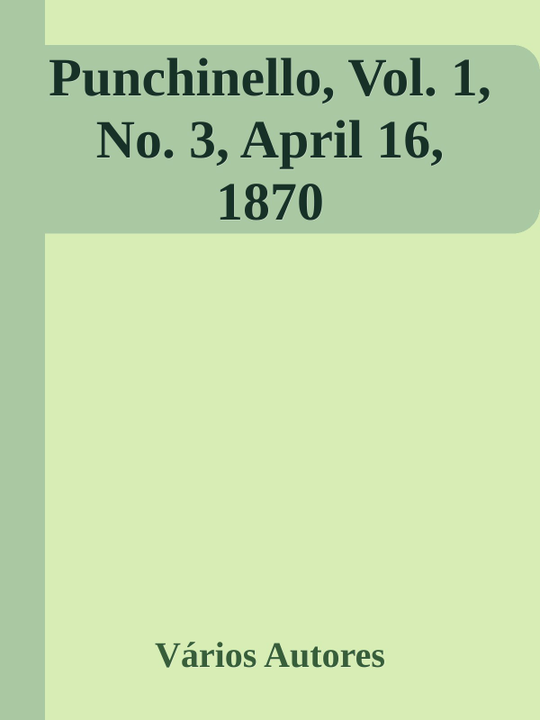 Punchinello, Vol. 1,
No. 3, April 16,
1870
Vários Autores